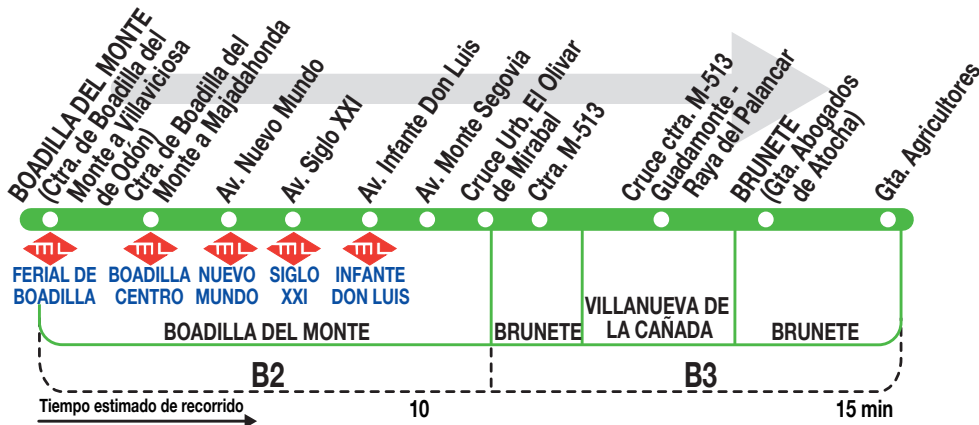 BOADILLA DEL MONTE
(Ctra. de Boadilla del
Monte a Villaviciosa
de Odón)
Ctra. de Boadilla del
Monte a Majadahonda
Av. Nuevo Mundo
Av. Siglo XXI
Av. Infante Don Luis
Av. Monte Segovia
Cruce Urb. El Olivar
de Mirabal
Ctra. M-513
Cruce ctra. M-513
Guadamonte -
Raya del Palancar
BRUNETE
(Gta. Abogados
de Atocha)
Gta. Agricultores
FERIAL DE
BOADILLA
BOADILLA
CENTRO
NUEVO
MUNDO
SIGLO
XXI
INFANTE
DON LUIS
BOADILLA DEL MONTE
BRUNETE
VILLANUEVA DE
LA CAÑADA
BRUNETE
B2
B3
Tiempo estimado de recorrido
10
15 min